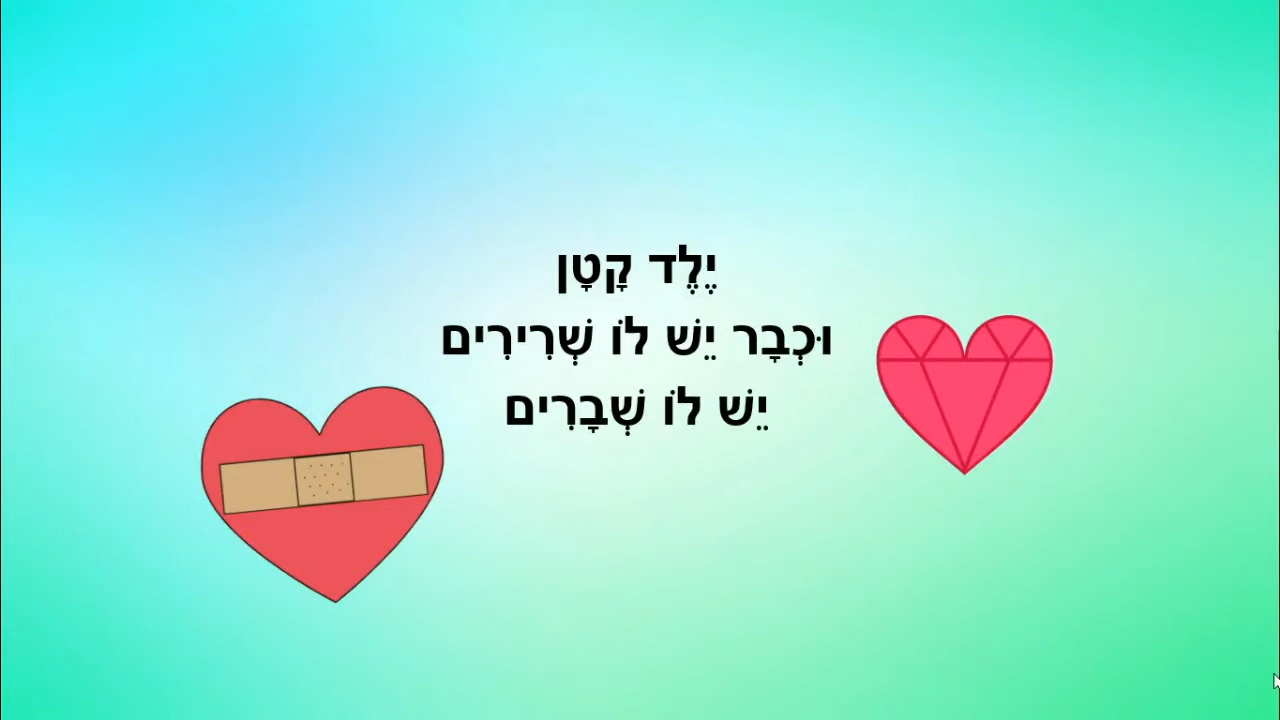 יֶלֶד קָטָן
וּכְבָר יֵשׁ לוֹ שְׁרִירִים
יֵשׁ לוֹ שְׁבָרִים